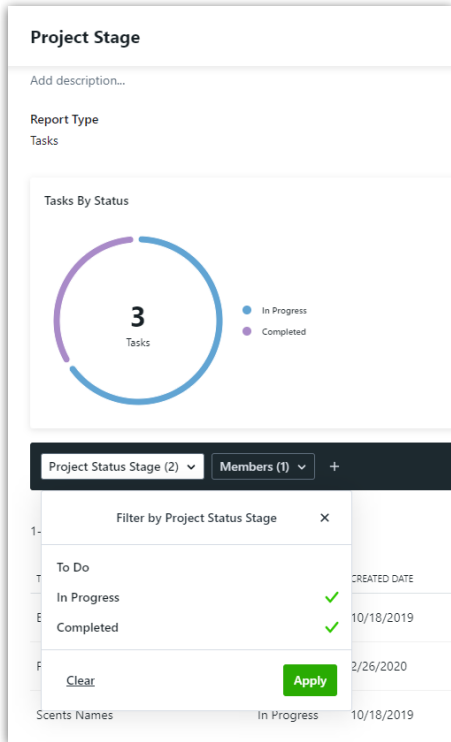 Project Stage
Add description...
Report Type
Tasks
Tasks By Status
3
Tasks
In Progress
Completed
Project Status Stage (2)
Members (1)
+
Filter by Project Status Stage
1-
To Do
T
CREATED DATE
In Progress
10/18/2019
Completed
2/26/2020
Clear
Apply
Scents Names In Progress 10/18/2019